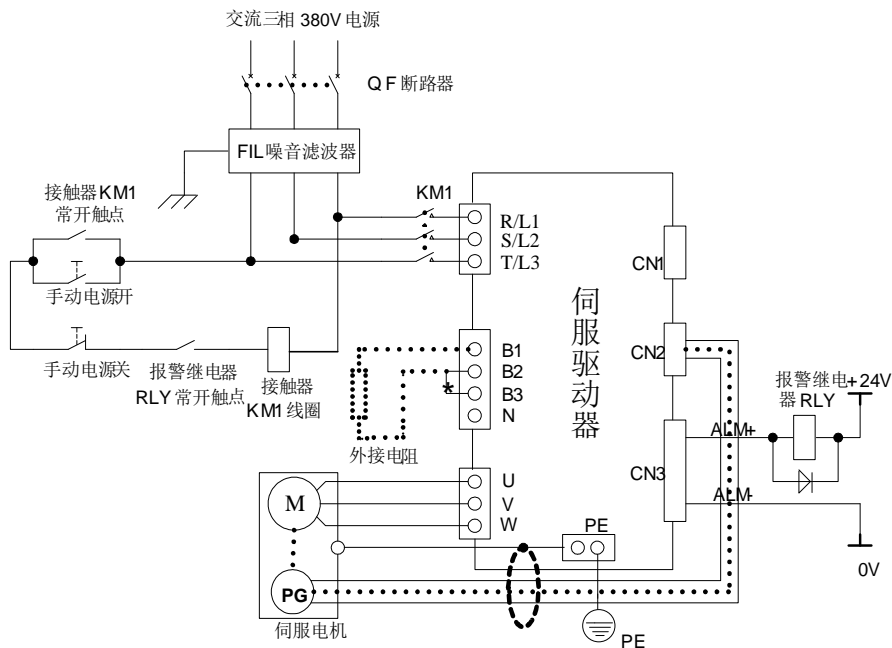 交流三相 380V 电源
QF 断路器
FIL噪音滤波器
接触器KM1
常开触点
KM1
R/L1
S/L2
T/L3
CN1
手动电源开
伺服驱动器
B1
CN2
手动电源关
报警继电器
RLY 常开触点
接触器
KM1 线圈
B2
B3
N
报警继电
器 RLY
+24V
外接电阻
ALM+
CN3
U
M
V
ALM-
W
PE
0V
PG
伺服电机
PE